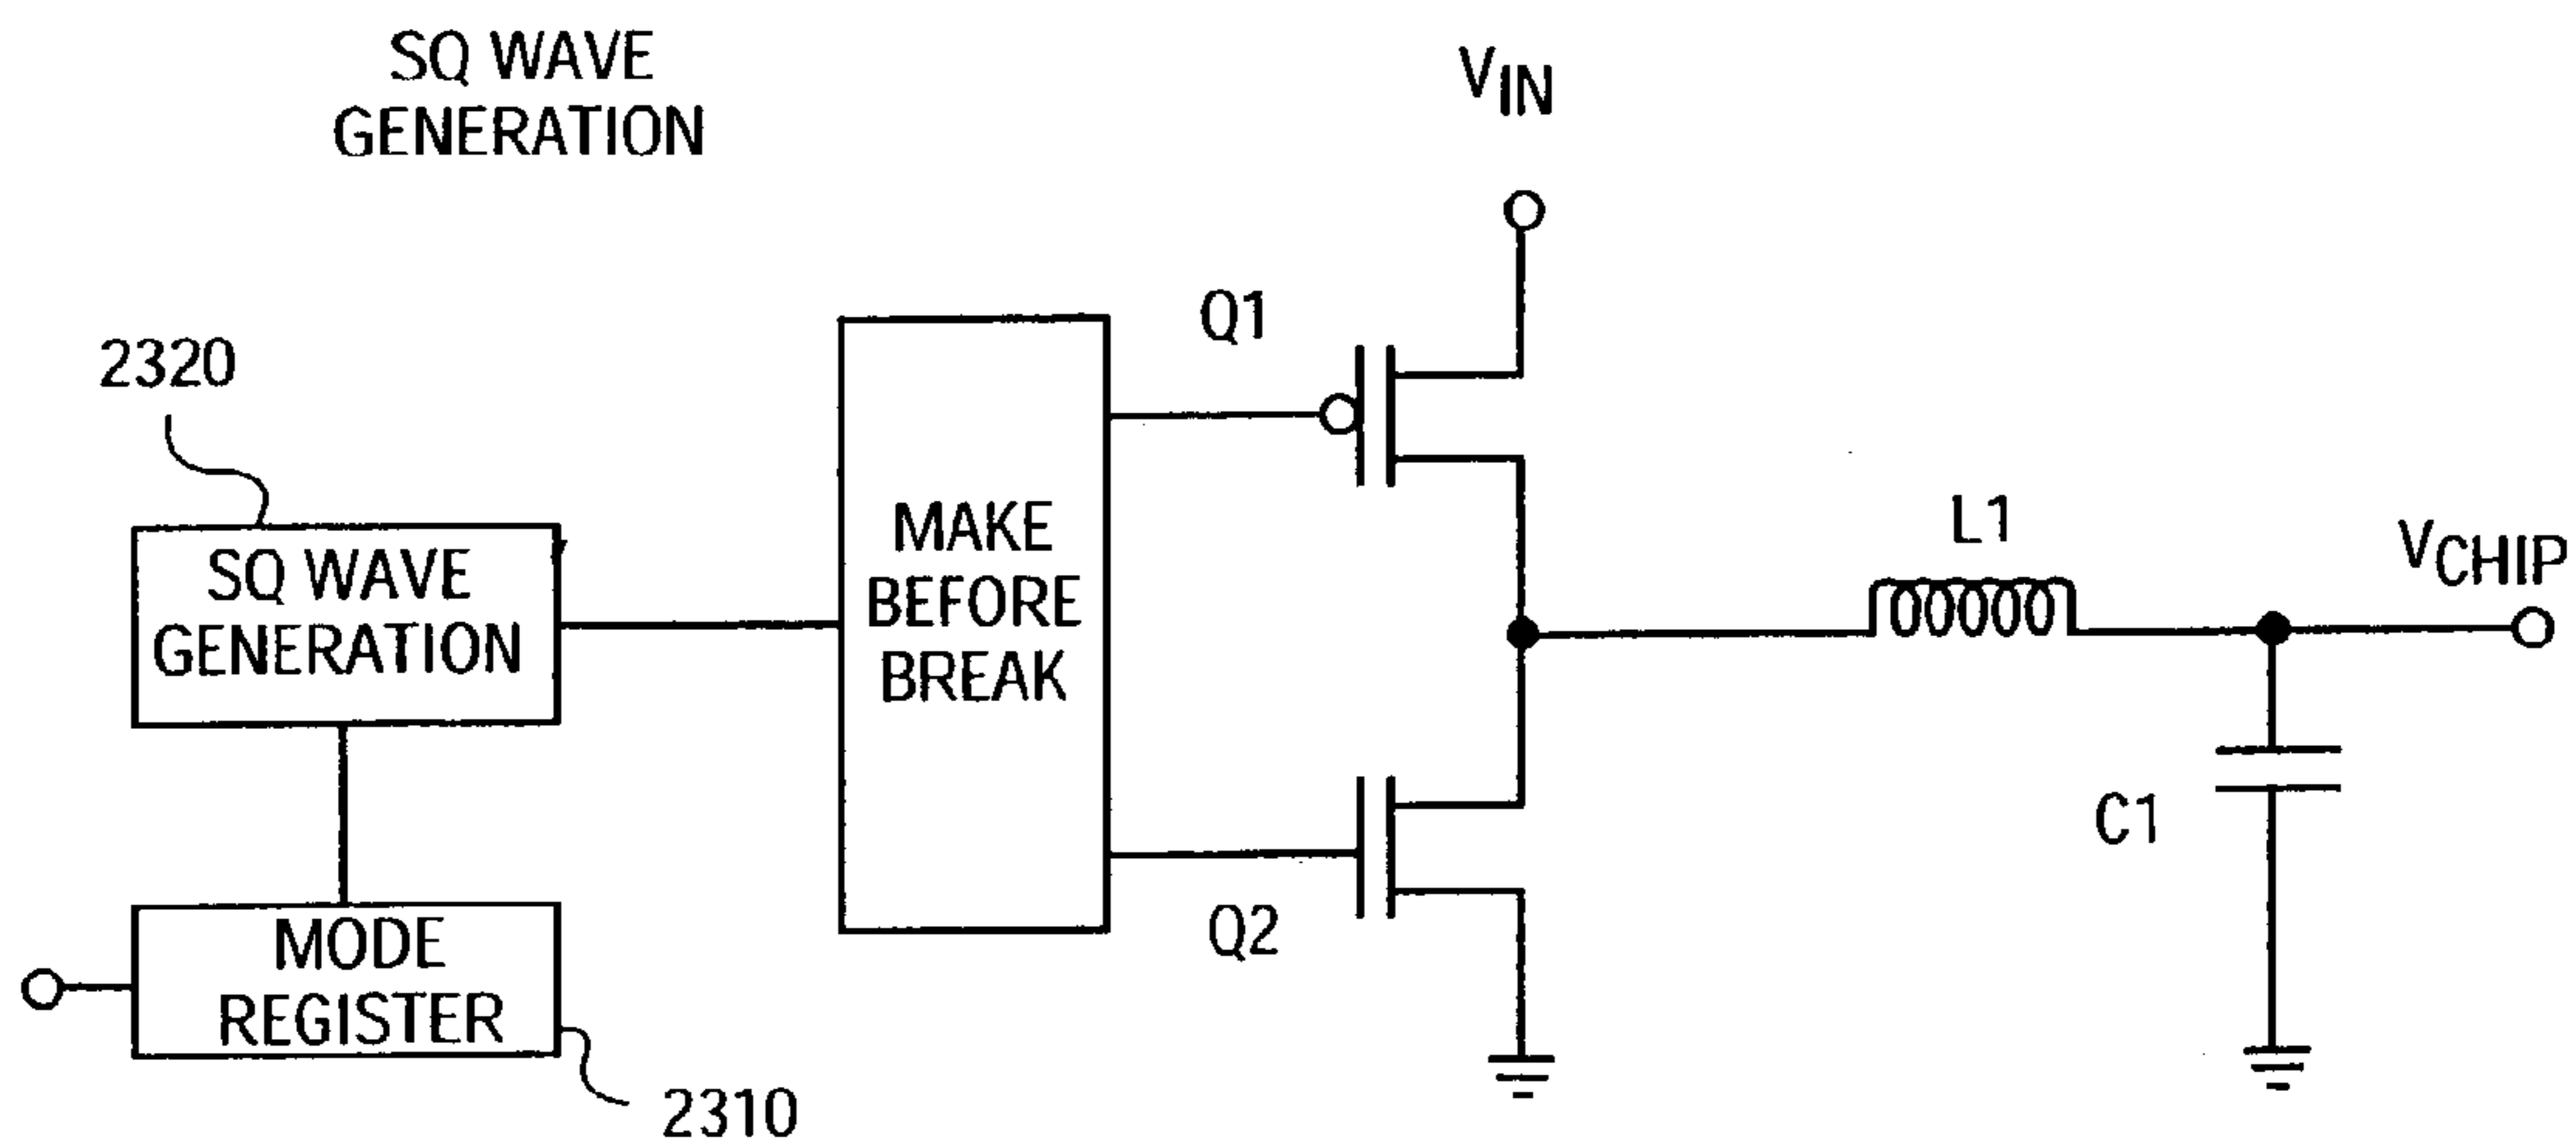 SQ WAVE
GENERATION
VIN
Q1
2320
SQ WAVE
GENERATION
MAKE
BEFORE
BREAK
L1
VCHIP
C1
Q2
MODE
REGISTER
2310